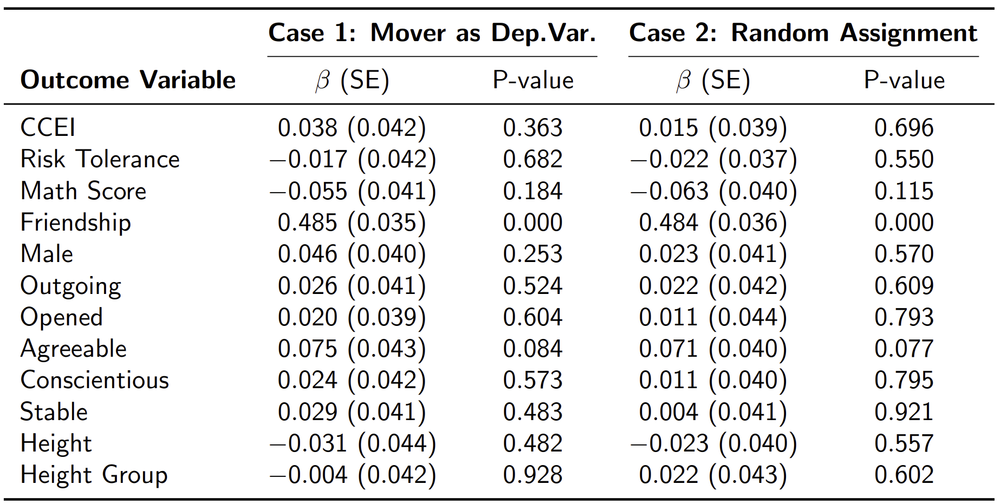 Case 1: Mover as Dep.Var. Case 2: Random Assignment
Outcome Variable β (SE) P-value β (SE) P-value
CCEI 0.038 (0.042) 0.363 0.015 (0.039) 0.696
Risk Tolerance −0.017 (0.042) 0.682 −0.022 (0.037) 0.550
Math Score −0.055 (0.041) 0.184 −0.063 (0.040) 0.115
Friendship 0.485 (0.035) 0.000 0.484 (0.036) 0.000
Male 0.046 (0.040) 0.253 0.023 (0.041) 0.570
Outgoing 0.026 (0.041) 0.524 0.022 (0.042) 0.609
Opened 0.020 (0.039) 0.604 0.011 (0.044) 0.793
Agreeable 0.075 (0.043) 0.084 0.071 (0.040) 0.077
Conscientious 0.024 (0.042) 0.573 0.011 (0.040) 0.795
Stable 0.029 (0.041) 0.483 0.004 (0.041) 0.921
Height −0.031 (0.044) 0.482 −0.023 (0.040) 0.557
Height Group −0.004 (0.042) 0.928 0.022 (0.043) 0.602